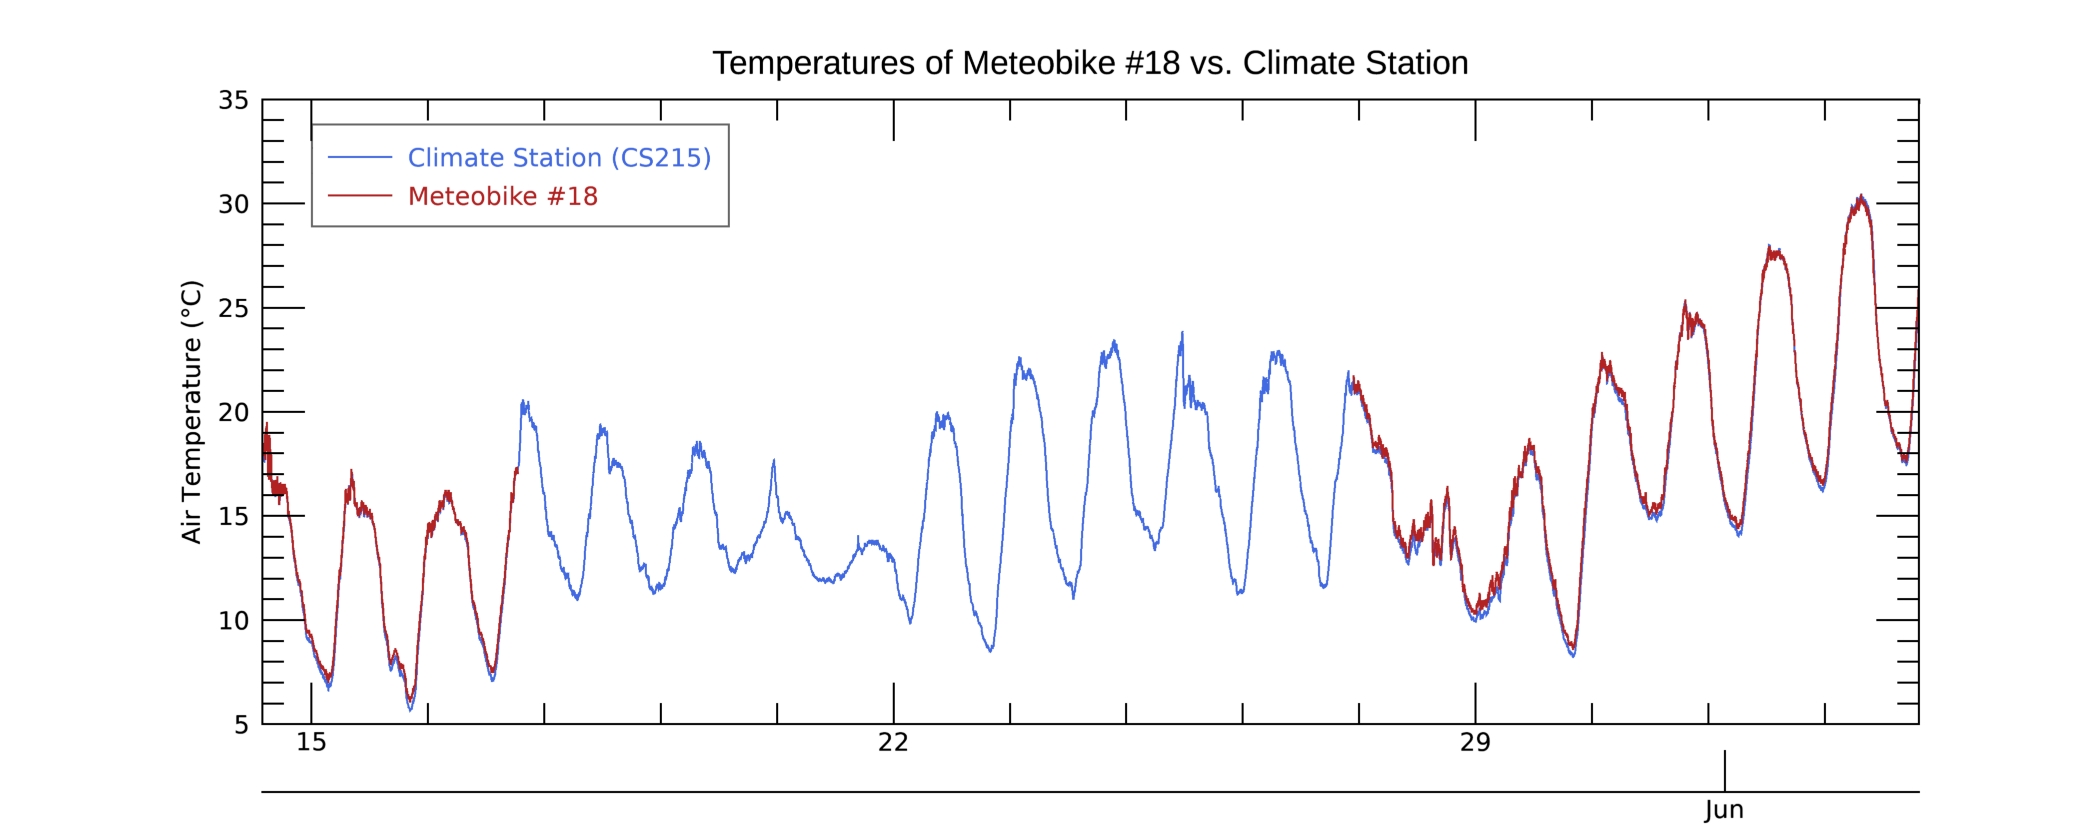 Temperatures of Meteobike #18 vs. Climate Station
35
30
25
20
15
10
5
Air Temperature (°C)
Climate Station (CS215)
Meteobike #18
15 22 29
Jun